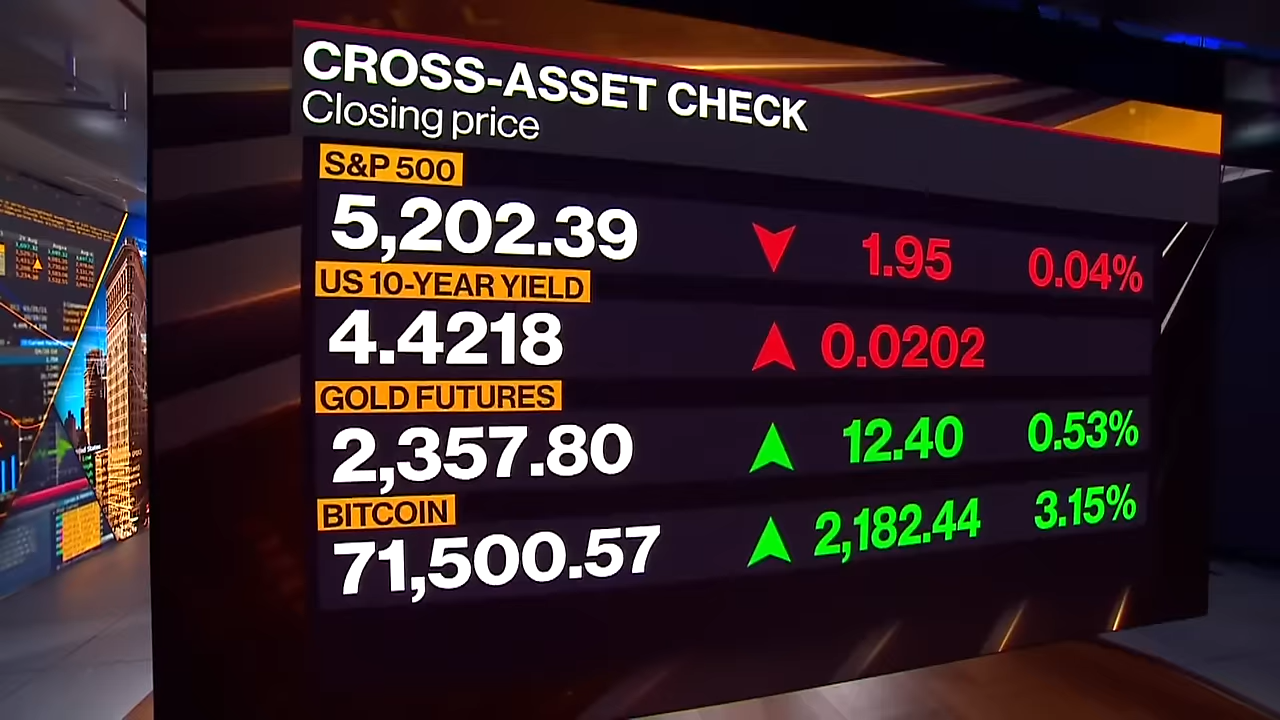 CROSS-ASSET CHECK
Closing price
S&P 500
5,202.39 1.95 0.04%
US 10-YEAR YIELD
4.4218 0.0202
GOLD FUTURES
2,357.80 12.40 0.53%
BITCOIN
71,500.57 2,182.44 3.15%